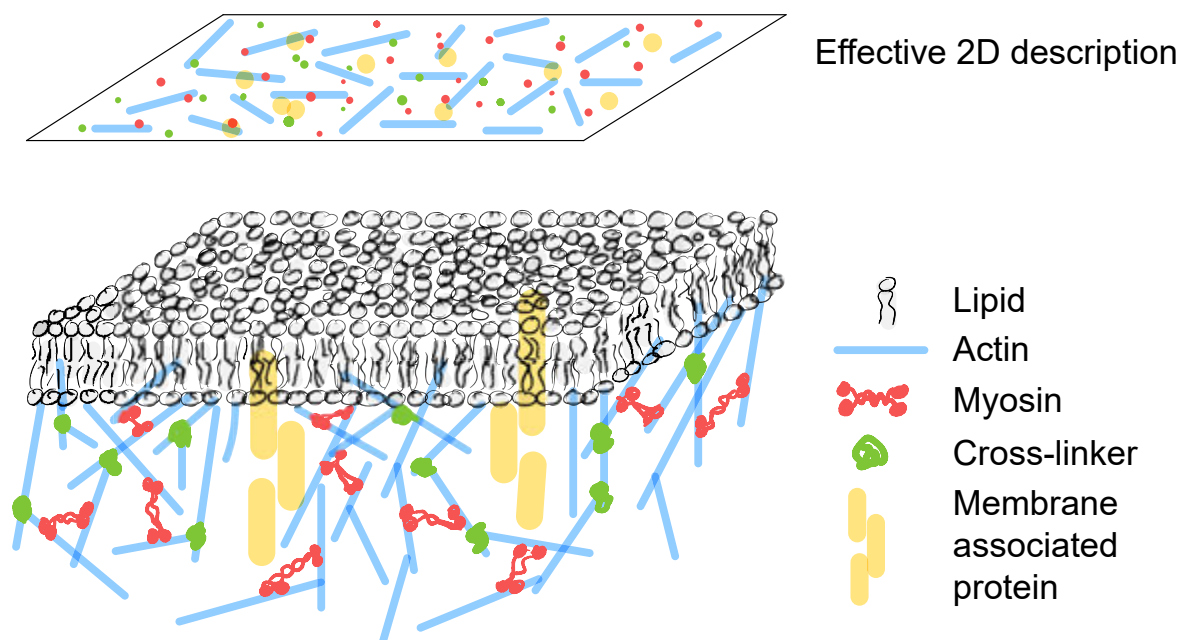 Effective 2D description
Lipid
Actin
Myosin
Cross-linker
Membrane
associated
protein